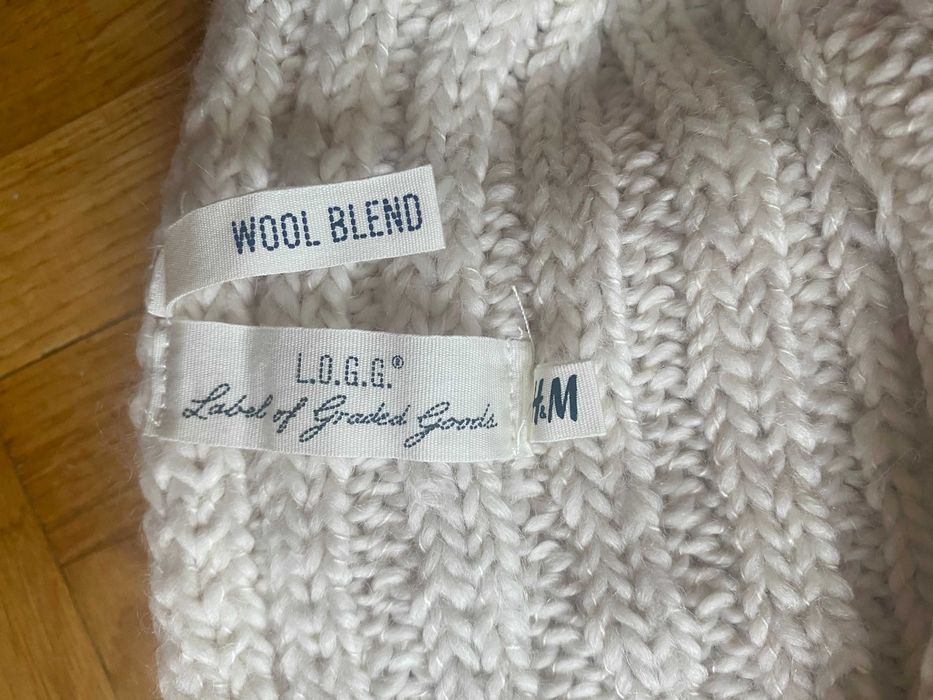 WOOL BLEND
L.O.G.G.®
Label of Graded Goods
H&M